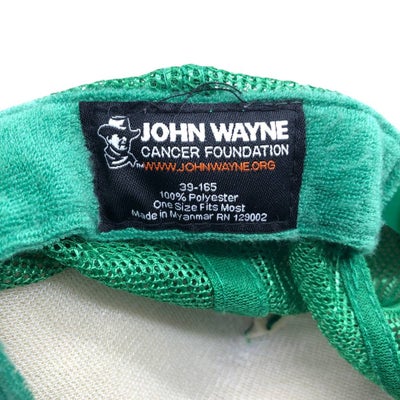 JOHN WAYNE
CANCER FOUNDATION
WWW.JOHNWAYNE.ORG
39-165
100% Polyester
One Size Fits Most
Made in Myanmar RN 129002